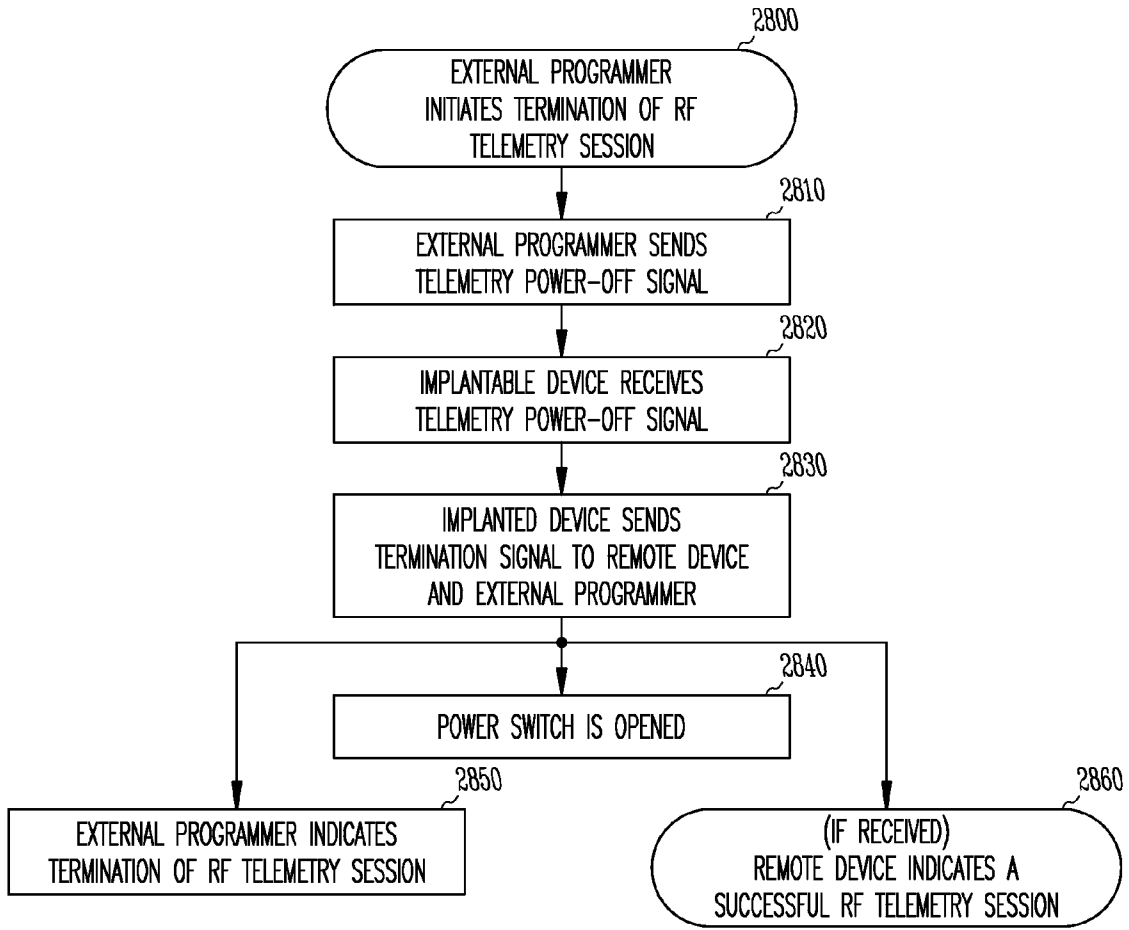 2800
EXTERNAL PROGRAMMER
INITIATES TERMINATION OF RF
TELEMETRY SESSION
2810
EXTERNAL PROGRAMMER SENDS
TELEMETRY POWER-OFF SIGNAL
2820
IMPLANTABLE DEVICE RECEIVES
TELEMETRY POWER-OFF SIGNAL
2830
IMPLANTED DEVICE SENDS
TERMINATION SIGNAL TO REMOTE DEVICE
AND EXTERNAL PROGRAMMER
2840
POWER SWITCH IS OPENED
2850
EXTERNAL PROGRAMMER INDICATES
TERMINATION OF RF TELEMETRY SESSION
2860
(IF RECEIVED)
REMOTE DEVICE INDICATES A
SUCCESSFUL RF TELEMETRY SESSION